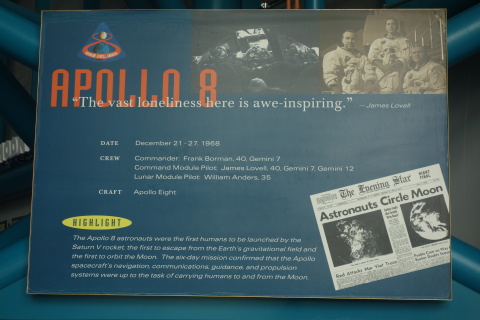 APOLLO 8
"The vast loneliness here is awe-inspiring." – James Lovell
DATE December 21 - 27, 1968
CREW Commander: Frank Borman, 40, Gemini 7
Command Module Pilot: James Lovell, 40, Gemini 7, Gemini 12
Lunar Module Pilot: William Anders, 35
CRAFT Apollo Eight
HIGHLIGHT
The Apollo 8 astronauts were the first humans to be launched by the
Saturn V rocket, the first to escape from the Earth's gravitational field and
the first to orbit the Moon. The six-day mission confirmed that the Apollo
spacecraft's navigation, communications, guidance, and propulsion
systems were up to the task of carrying humans to and from the Moon.
The Evening Star
NIGHT FINAL
Astronauts Circle Moon